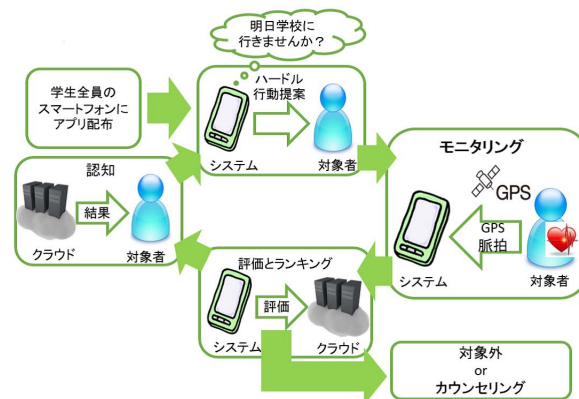 明日学校に
行きませんか？
学生全員の
スマートフォンに
アプリ配布
ハードル
行動提案
システム
対象者
モニタリング
GPS
GPS
脈拍
システム
対象者
認知
結果
クラウド
対象者
評価とランキング
評価
システム
クラウド
対象外
or
カウンセリング